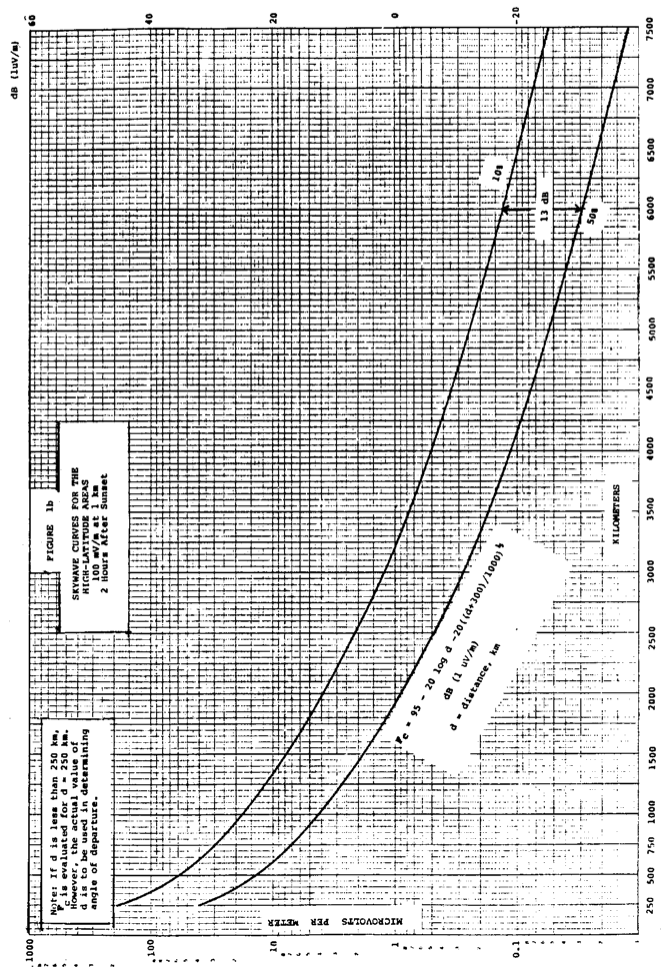 FIGURE 1b
SKYWAVE CURVES FOR THE
HIGH-LATITUDE AREAS
100 mV/m at 1 km
2 Hours After Sunset
Note: If d is less than 250 km,
Fc is evaluated for d = 250 km.
However, the actual value of
d is to be used in determining
angle of departure.
Fc = 95 - 20 log d -20((d+300)/1000)½
dB (1 uV/m)
d = distance, km
10%
13 dB
50%
dB (1uV/m)
60
40
20
0
-20
MICROVOLTS PER METER
1000
100
10
1
0.1
KILOMETERS
250
500
750
1000
1500
2000
2500
3000
3500
4000
4500
5000
5500
6000
6500
7000
7500